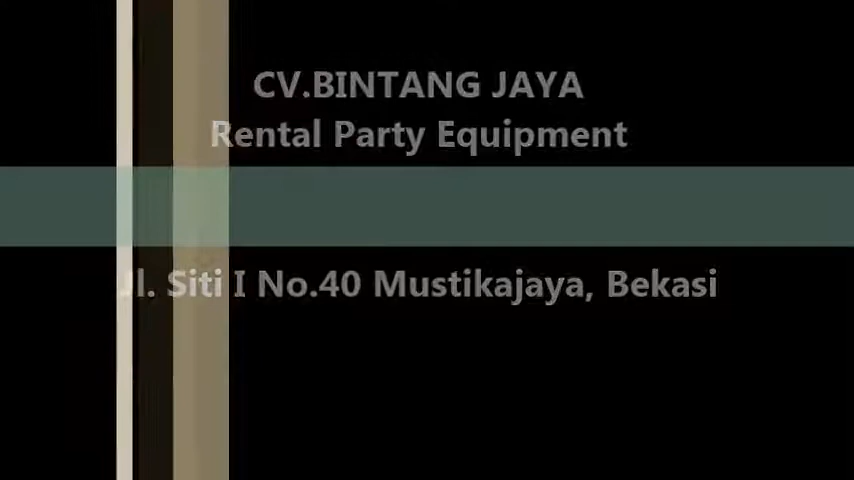 CV.BINTANG JAYA
Rental Party Equipment
Jl. Siti I No.40 Mustikajaya, Bekasi